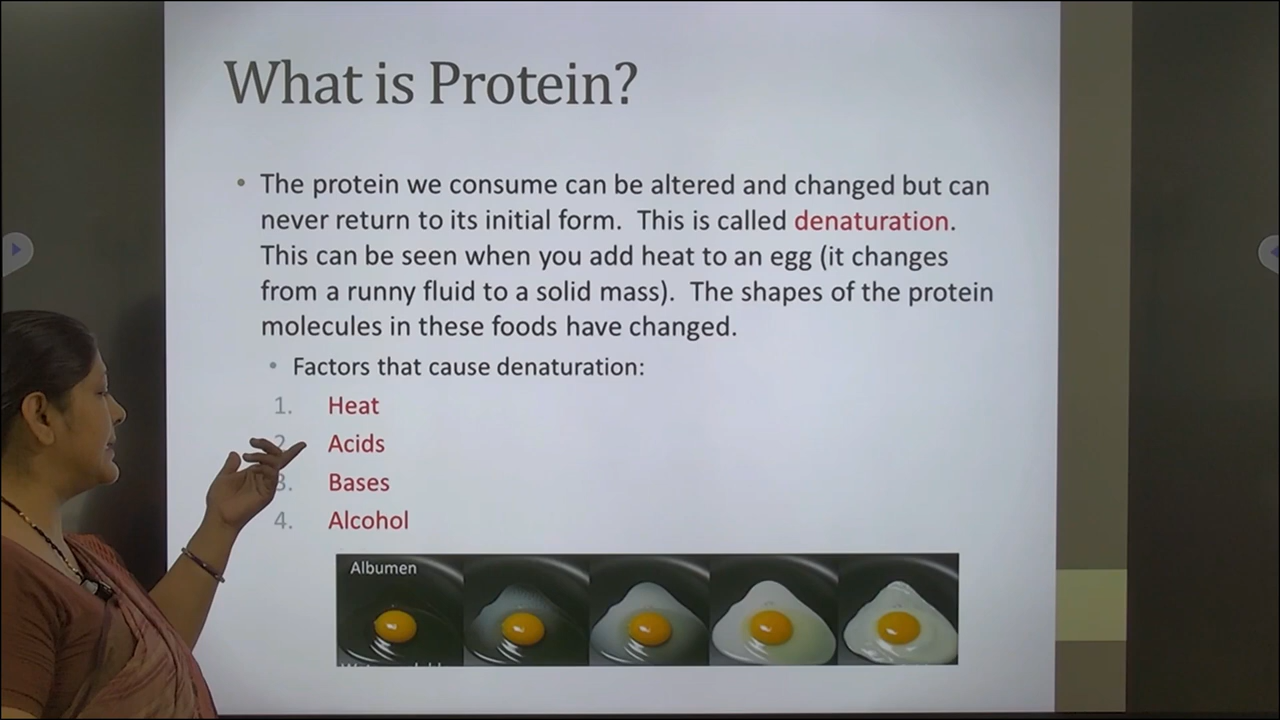 What is Protein?
• The protein we consume can be altered and changed but can
never return to its initial form. This is called denaturation.
This can be seen when you add heat to an egg (it changes
from a runny fluid to a solid mass). The shapes of the protein
molecules in these foods have changed.
• Factors that cause denaturation:
1. Heat
2. Acids
3. Bases
4. Alcohol
Albumen